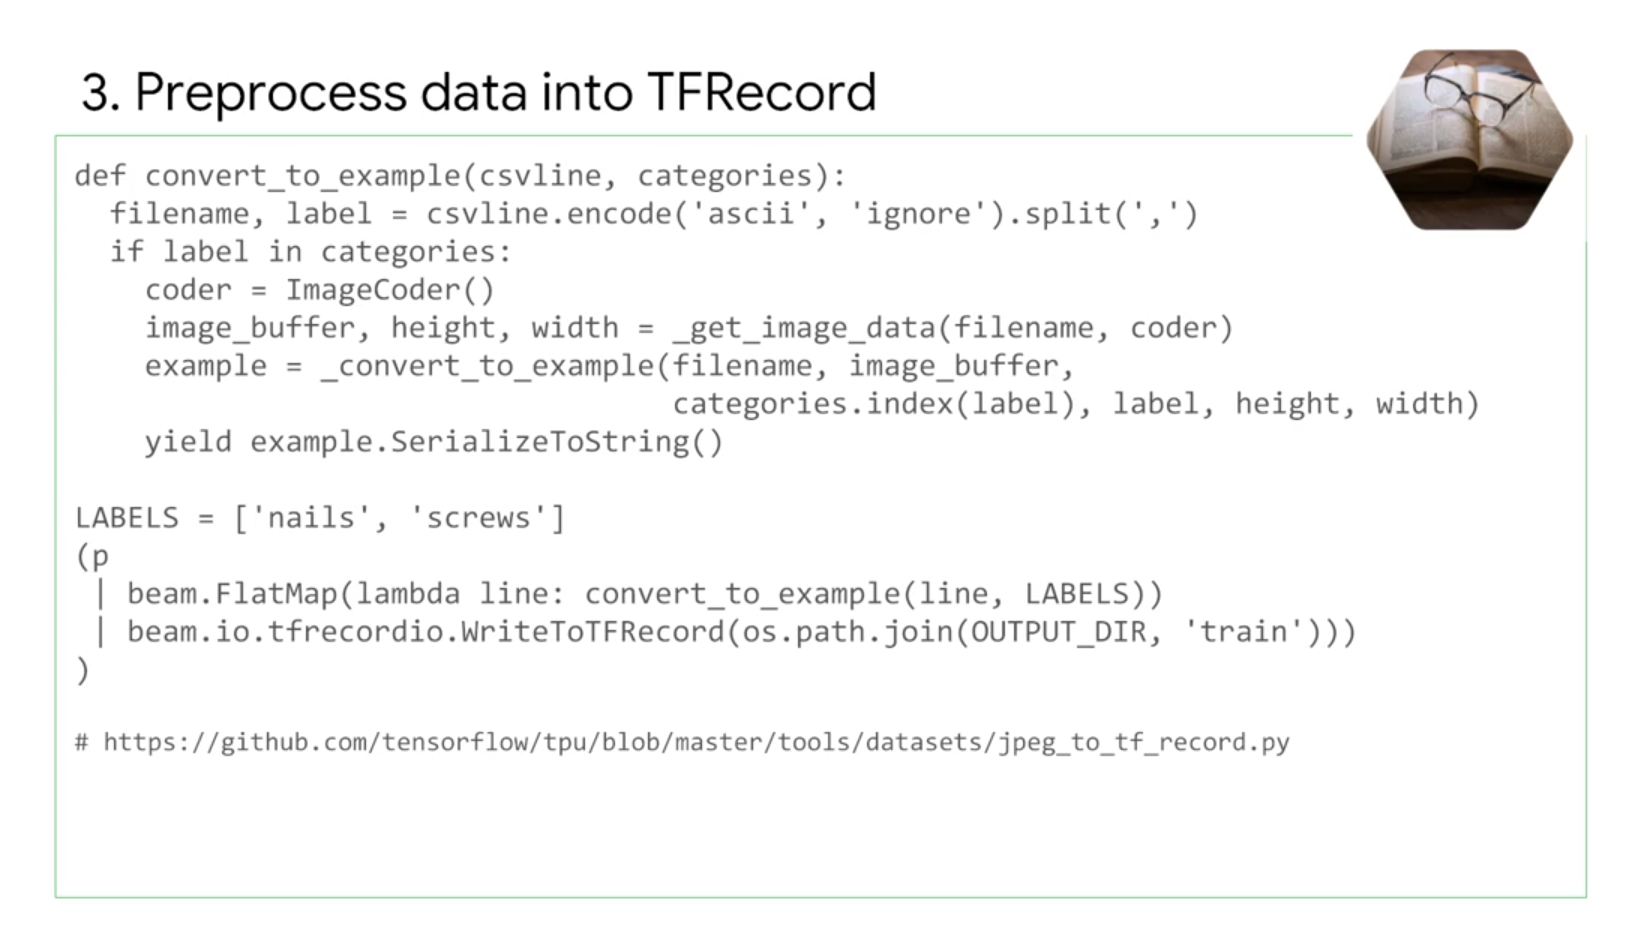 3. Preprocess data into TFRecord
def convert_to_example(csvline, categories):
  filename, label = csvline.encode('ascii', 'ignore').split(',')
  if label in categories:
    coder = ImageCoder()
    image_buffer, height, width = _get_image_data(filename, coder)
    example = _convert_to_example(filename, image_buffer,
                                  categories.index(label), label, height, width)
    yield example.SerializeToString()
LABELS = ['nails', 'screws']
(p
 | beam.FlatMap(lambda line: convert_to_example(line, LABELS))
 | beam.io.tfrecordio.WriteToTFRecord(os.path.join(OUTPUT_DIR, 'train')))
)
# https://github.com/tensorflow/tpu/blob/master/tools/datasets/jpeg_to_tf_record.py